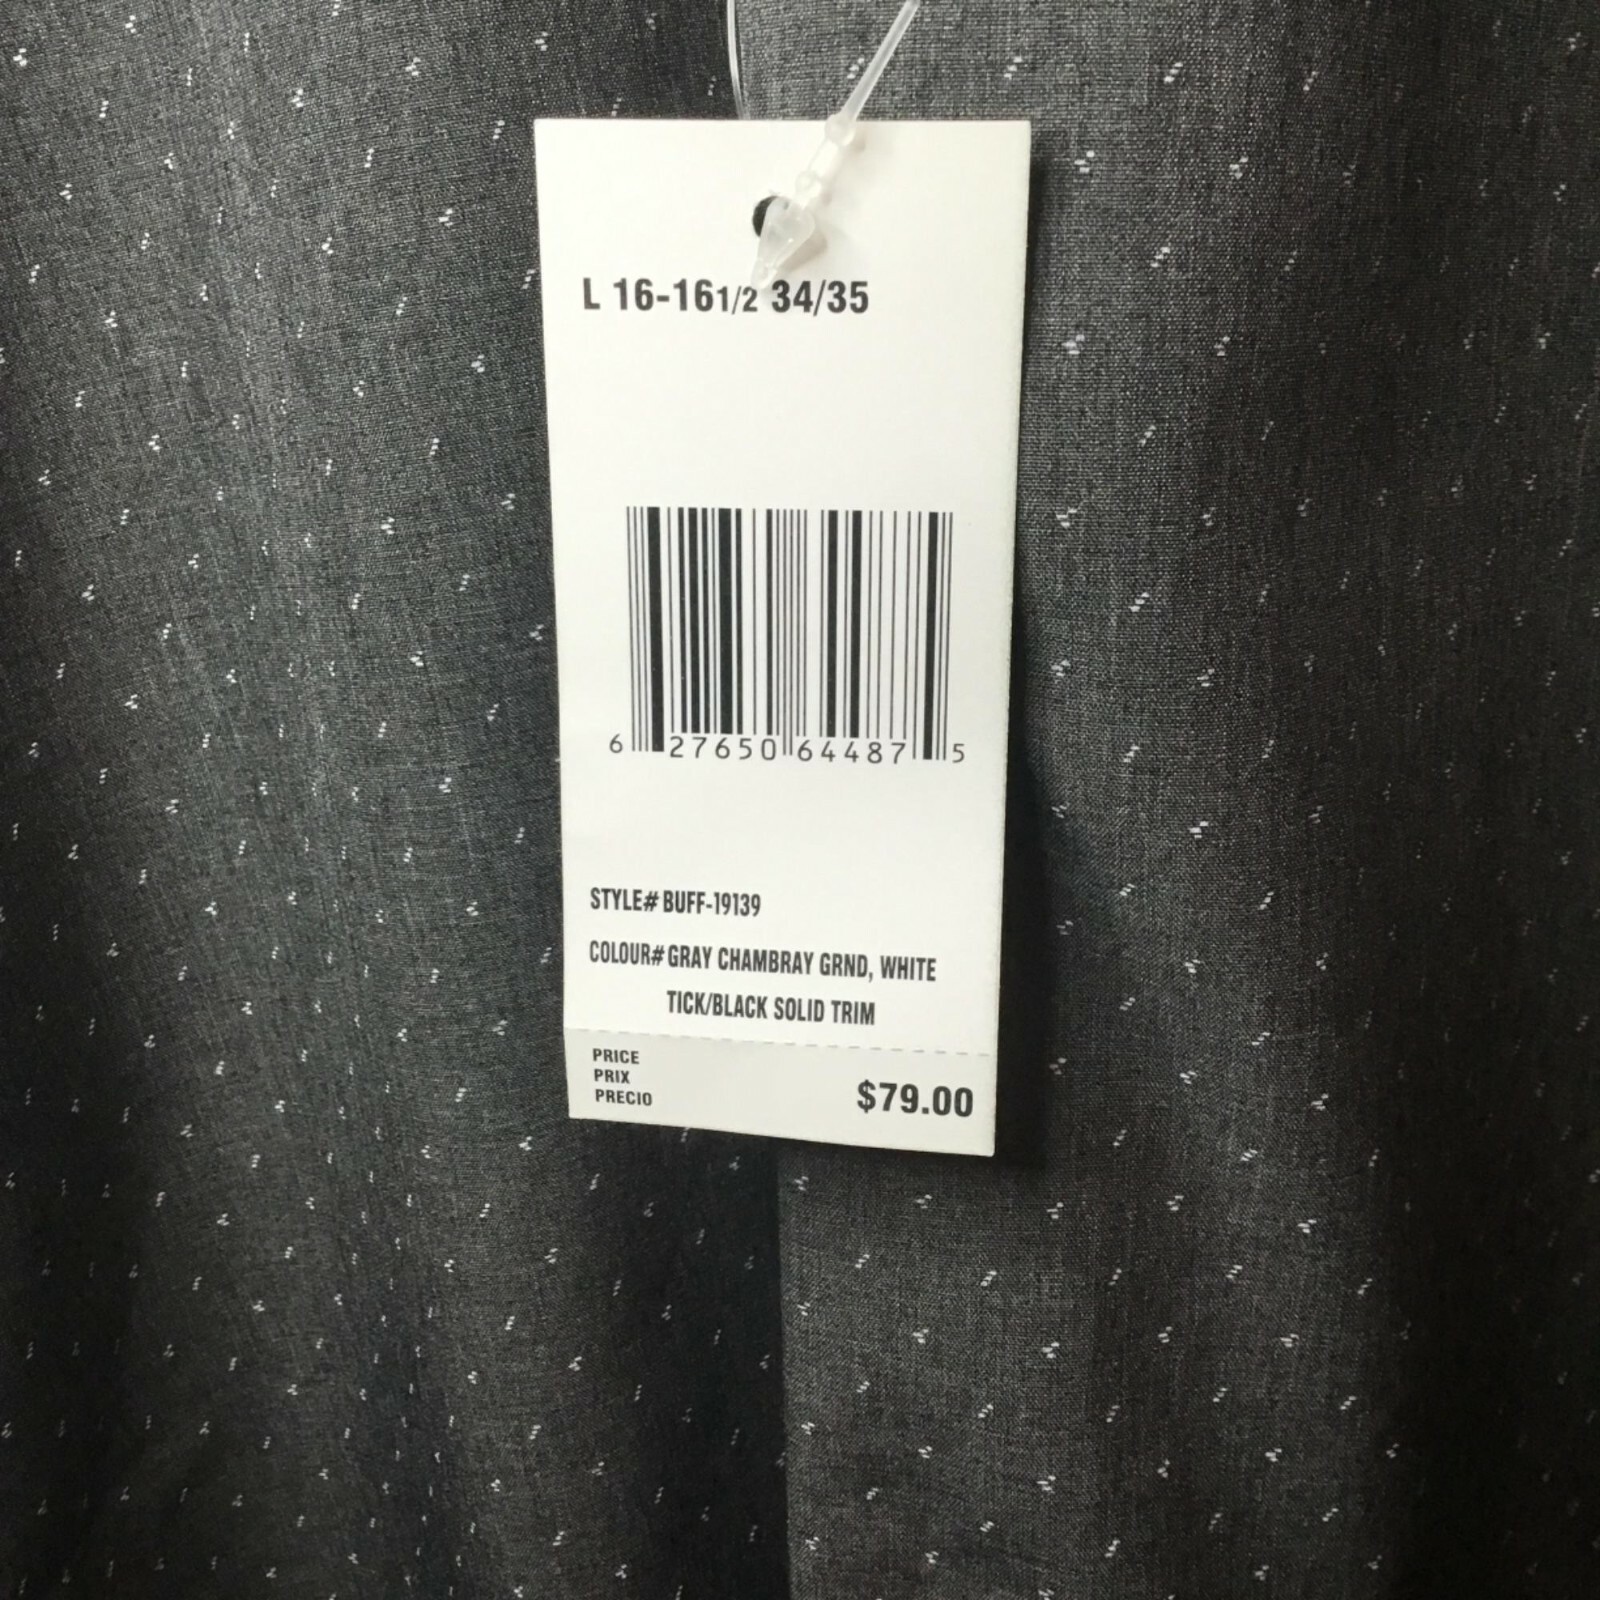 L 16-161/2 34/35
6 27650 64487 5
STYLE# BUFF-19139
COLOUR# GRAY CHAMBRAY GRND, WHITE
TICK/BLACK SOLID TRIM
PRICE
PRIX
PRECIO
$79.00